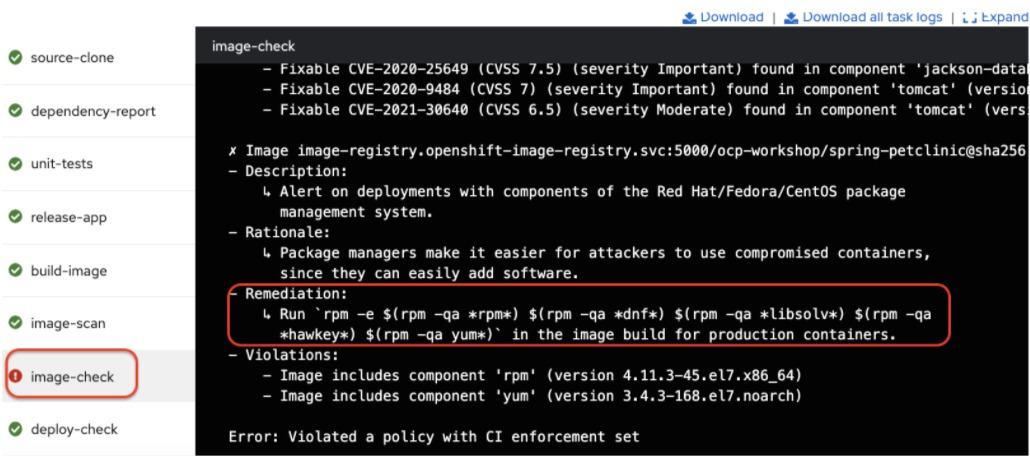 Download | Download all task logs | Expand
source-clone
dependency-report
unit-tests
release-app
build-image
image-scan
image-check
deploy-check
image-check
– Fixable CVE-2020-25649 (CVSS 7.5) (severity Important) found in component 'jackson-data
– Fixable CVE-2020-9484 (CVSS 7) (severity Important) found in component 'tomcat' (versio
– Fixable CVE-2021-30640 (CVSS 6.5) (severity Moderate) found in component 'tomcat' (vers
✗ Image image-registry.openshift-image-registry.svc:5000/ocp-workshop/spring-petclinic@sha256
– Description:
↳ Alert on deployments with components of the Red Hat/Fedora/CentOS package
management system.
– Rationale:
↳ Package managers make it easier for attackers to use compromised containers,
since they can easily add software.
– Remediation:
↳ Run `rpm -e $(rpm -qa *rpm*) $(rpm -qa *dnf*) $(rpm -qa *libsolv*) $(rpm -qa
*hawkey*) $(rpm -qa yum*)` in the image build for production containers.
– Violations:
– Image includes component 'rpm' (version 4.11.3-45.el7.x86_64)
– Image includes component 'yum' (version 3.4.3-168.el7.noarch)
Error: Violated a policy with CI enforcement set